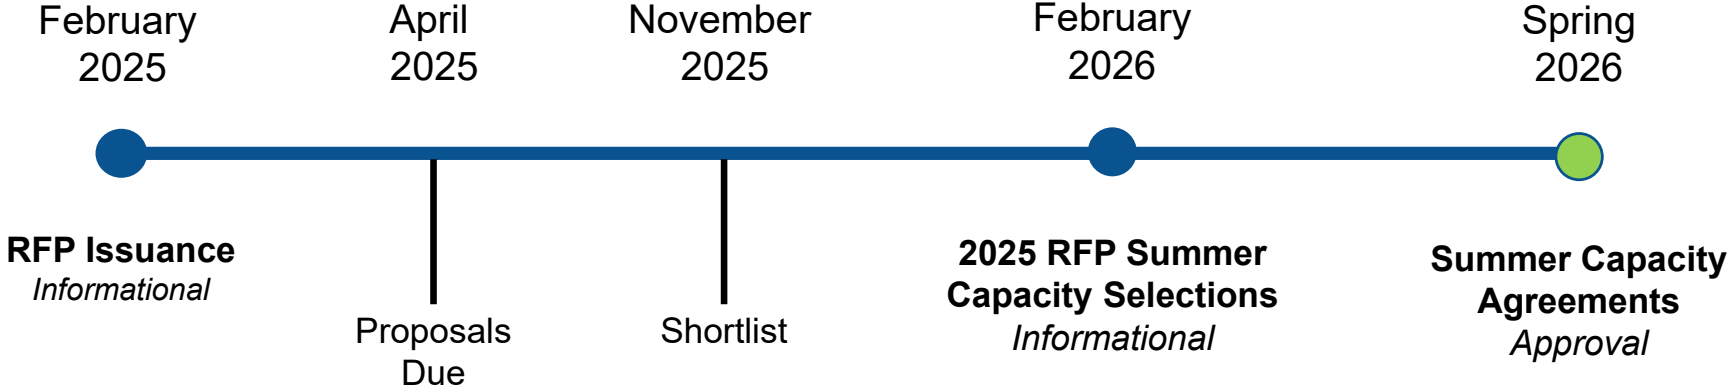 February
2025
April
2025
November
2025
February
2026
Spring
2026
RFP Issuance
Informational
Proposals
Due
Shortlist
2025 RFP Summer
Capacity Selections
Informational
Summer Capacity
Agreements
Approval